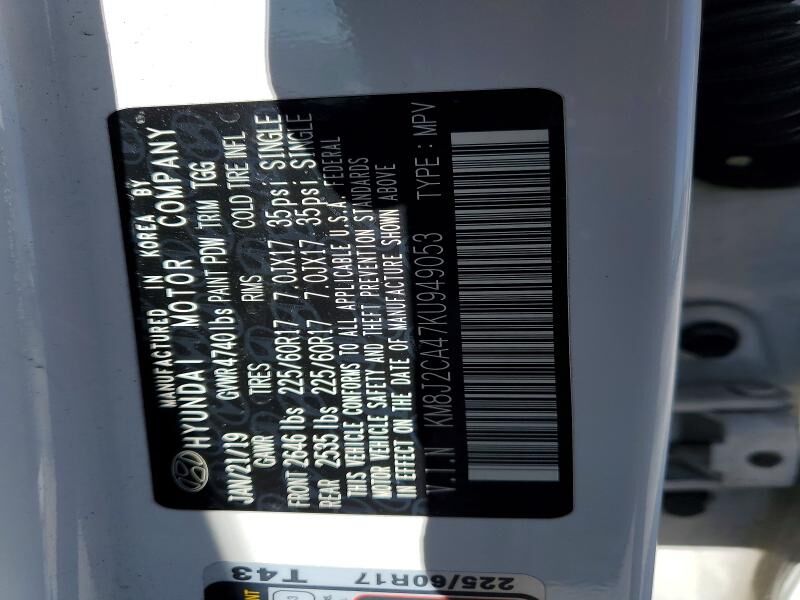 MANUFACTURED IN KOREA BY
HYUNDAI MOTOR COMPANY
JAN/21/19 GVWR4740lbs PAINT PDW TRIM TGG
GAWR TIRES RIMS COLD TIRE INFL
FRONT 2646 lbs 225/60R17 7.0JX17 35psi SINGLE
REAR 2535 lbs 225/60R17 7.0JX17 35psi SINGLE
THIS VEHICLE CONFORMS TO ALL APPLICABLE U.S.A. FEDERAL
MOTOR VEHICLE SAFETY AND THEFT PREVENTION STANDARDS
IN EFFECT ON THE DATE OF MANUFACTURE SHOWN ABOVE
V.I.N KM8J2CA47KU949053 TYPE : MPV
T43
225/60R17